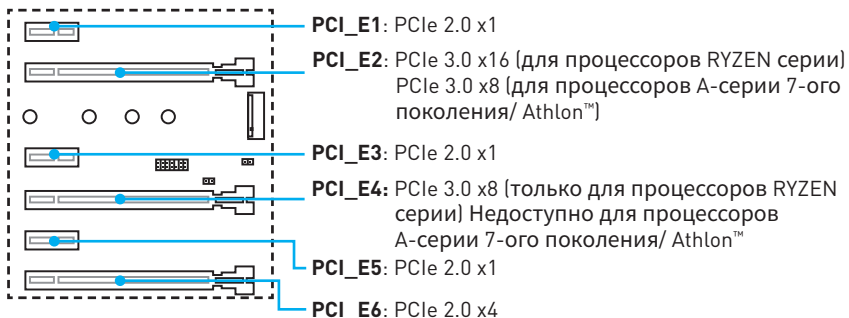 PCI_E1: PCIe 2.0 x1
PCI_E2: PCIe 3.0 x16 (для процессоров RYZEN серии)
PCIe 3.0 x8 (для процессоров А-серии 7-ого
поколения/ Athlon™)
PCI_E3: PCIe 2.0 x1
PCI_E4: PCIe 3.0 x8 (только для процессоров RYZEN
серии) Недоступно для процессоров
А-серии 7-ого поколения/ Athlon™
PCI_E5: PCIe 2.0 x1
PCI_E6: PCIe 2.0 x4